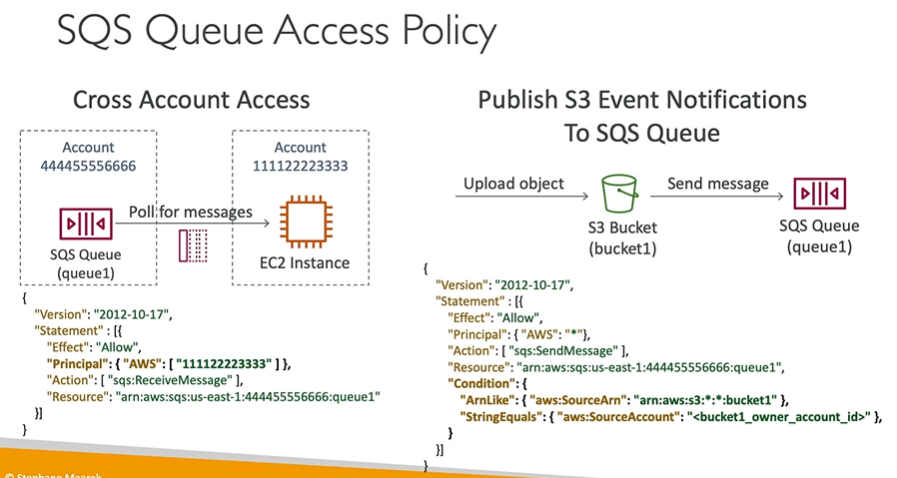 SQS Queue Access Policy
Cross Account Access
Account
444455556666
Account
111122223333
Poll for messages
SQS Queue
(queue1)
EC2 Instance
{
"Version": "2012-10-17",
"Statement" : [{
"Effect": "Allow",
"Principal": { "AWS": [ "111122223333" ] },
"Action": [ "sqs:ReceiveMessage" ],
"Resource": "arn:aws:sqs:us-east-1:444455556666:queue1"
}]
}
Publish S3 Event Notifications
To SQS Queue
Upload object
Send message
S3 Bucket
(bucket1)
SQS Queue
(queue1)
{
"Version": "2012-10-17",
"Statement" : [{
"Effect": "Allow",
"Principal": { "AWS": "*"},
"Action": [ "sqs:SendMessage" ],
"Resource": "arn:aws:sqs:us-east-1:444455556666:queue1",
"Condition": {
"ArnLike": { "aws:SourceArn": "arn:aws:s3:*:*:bucket1" },
"StringEquals": { "aws:SourceAccount": "<bucket1_owner_account_id>" },
}
}]
}
© Stephane Maarek